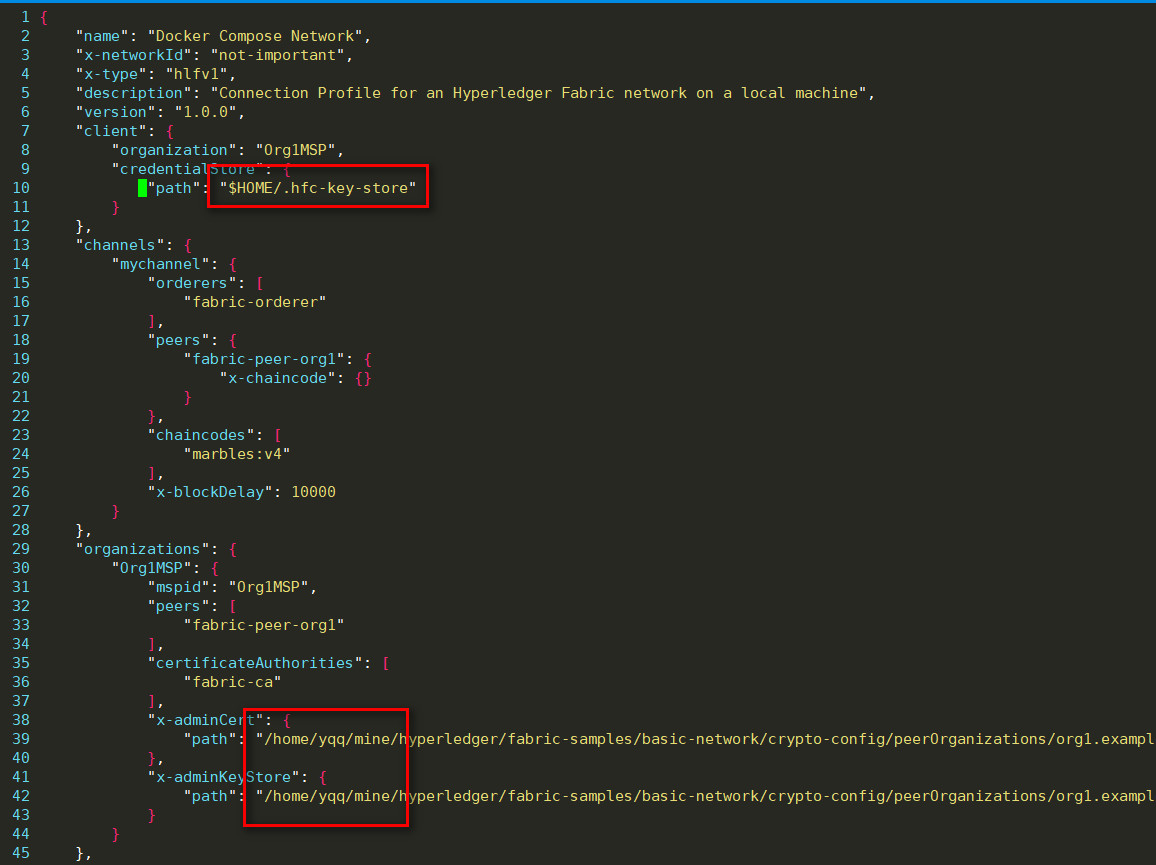 1 {
2     "name": "Docker Compose Network",
3     "x-networkId": "not-important",
4     "x-type": "hlfv1",
5     "description": "Connection Profile for an Hyperledger Fabric network on a local machine",
6     "version": "1.0.0",
7     "client": {
8         "organization": "Org1MSP",
9         "credentialStore": {
10            "path": "$HOME/.hfc-key-store"
11         }
12     },
13     "channels": {
14         "mychannel": {
15             "orderers": [
16                 "fabric-orderer"
17             ],
18             "peers": {
19                 "fabric-peer-org1": {
20                     "x-chaincode": {}
21                 }
22             },
23             "chaincodes": [
24                 "marbles:v4"
25             ],
26             "x-blockDelay": 10000
27         }
28     },
29     "organizations": {
30         "Org1MSP": {
31             "mspid": "Org1MSP",
32             "peers": [
33                 "fabric-peer-org1"
34             ],
35             "certificateAuthorities": [
36                 "fabric-ca"
37             ],
38             "x-adminCert": {
39                 "path": "/home/yqq/mine/hyperledger/fabric-samples/basic-network/crypto-config/peerOrganizations/org1.exampl
40             },
41             "x-adminKeyStore": {
42                 "path": "/home/yqq/mine/hyperledger/fabric-samples/basic-network/crypto-config/peerOrganizations/org1.exampl
43             }
44         }
45     },